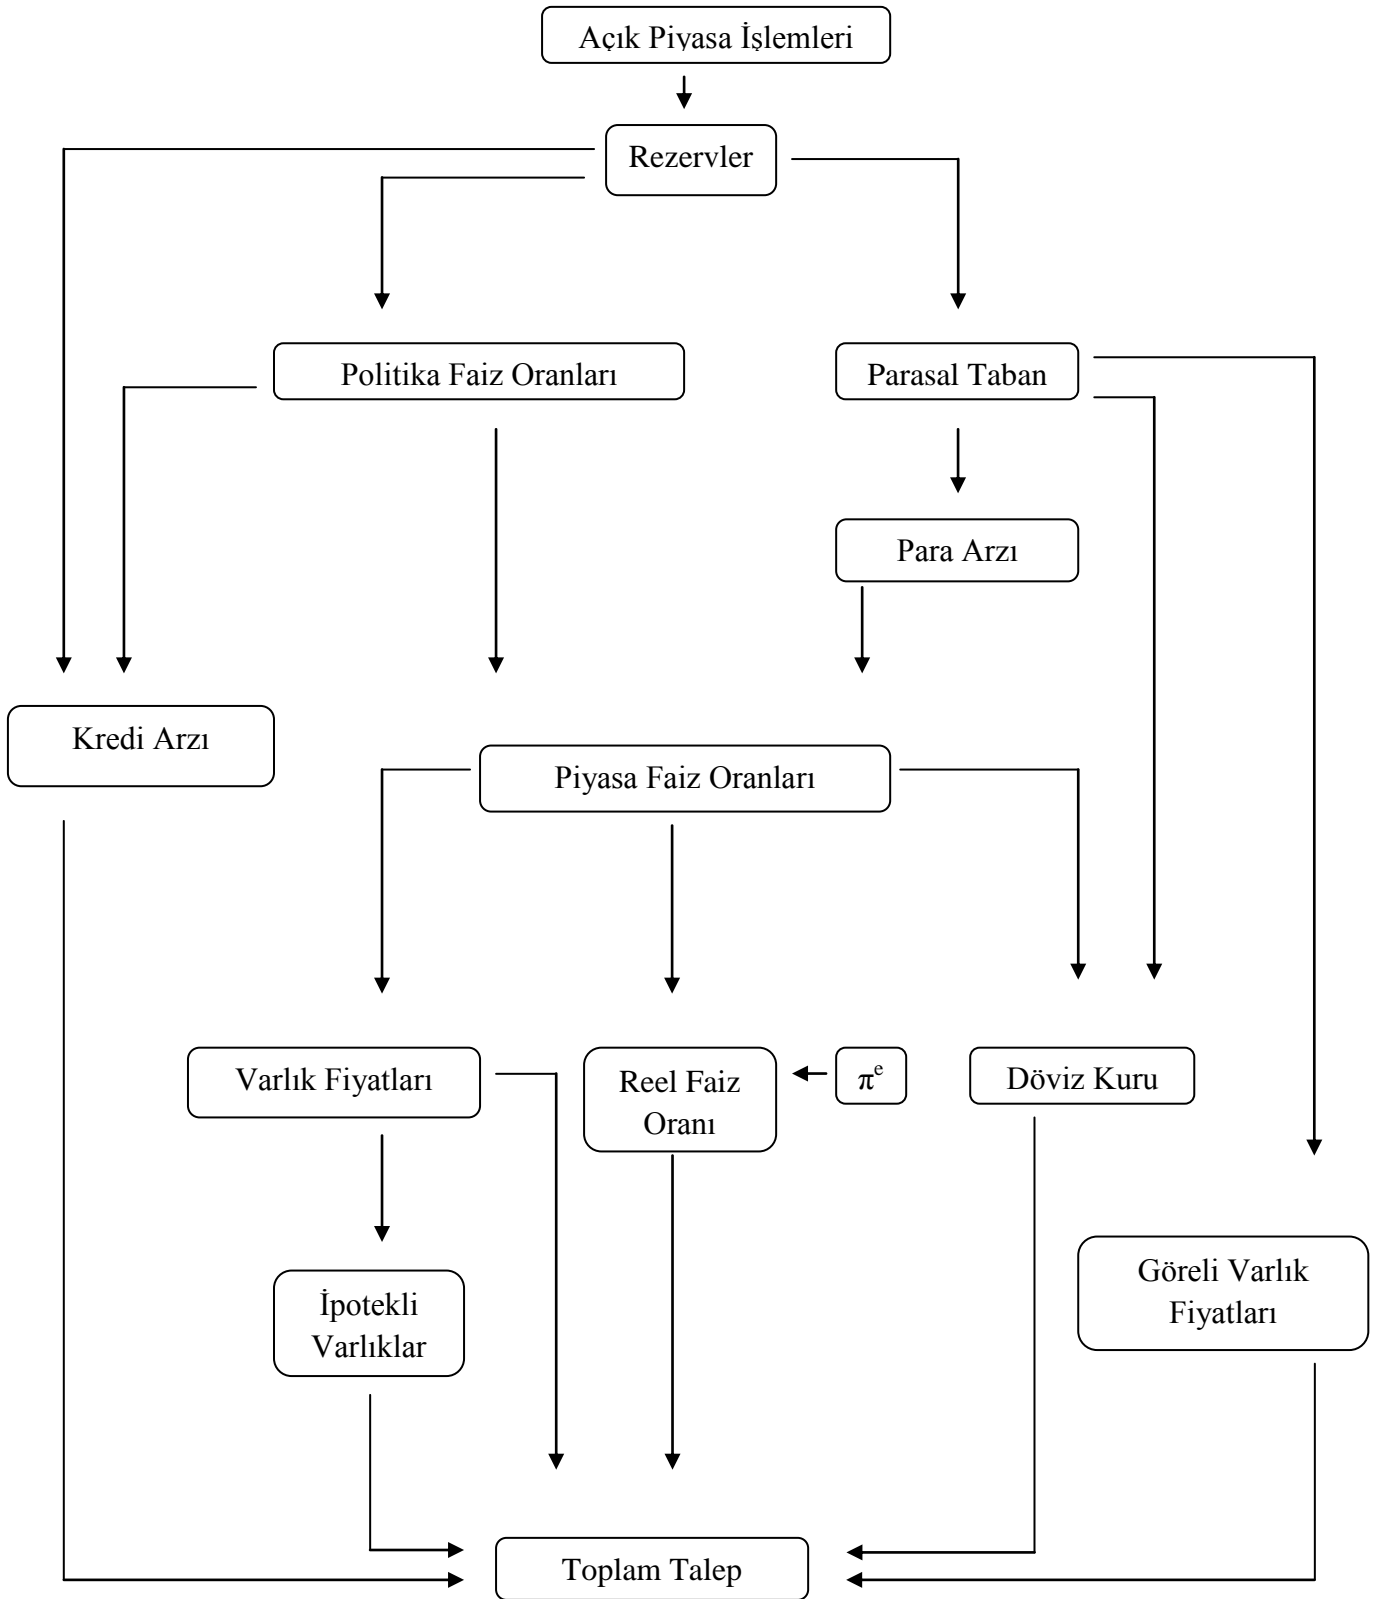 Açık Piyasa İşlemleri
Rezervler
Politika Faiz Oranları
Parasal Taban
Para Arzı
Kredi Arzı
Piyasa Faiz Oranları
Varlık Fiyatları
Reel Faiz
Oranı
πᵉ
Döviz Kuru
İpotekli
Varlıklar
Göreli Varlık
Fiyatları
Toplam Talep